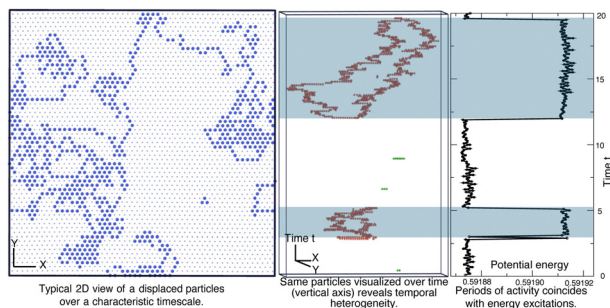 Y
X
Typical 2D view of a displaced particles
over a characteristic timescale.
Time t
X
Y
Same particles visualized over time
(vertical axis) reveals temporal
heterogeneity.
20
15
10
5
0
Time t
Potential energy
0.59188 0.59190 0.59192
Periods of activity coincides
with energy excitations.